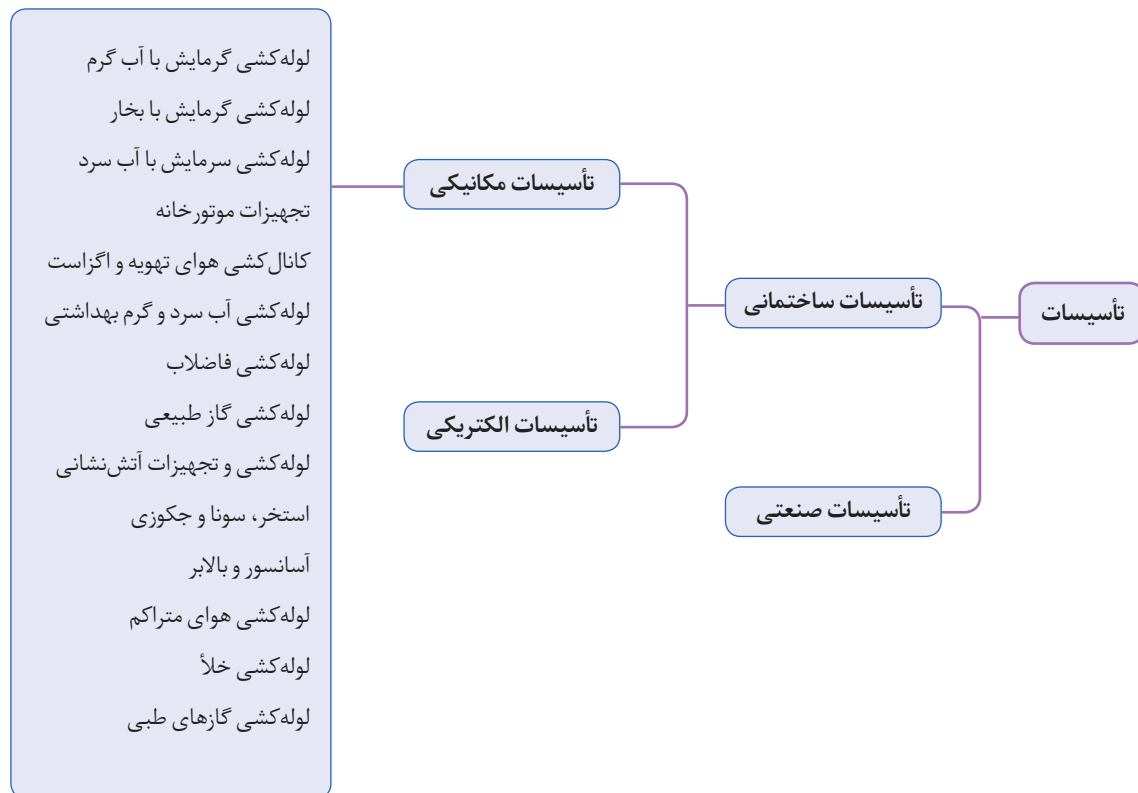 تأسیسات
تأسیسات ساختمانی
تأسیسات صنعتی
تأسیسات مکانیکی
تأسیسات الکتریکی
لوله‌کشی گرمایش با آب گرم
لوله‌کشی گرمایش با بخار
لوله‌کشی سرمایش با آب سرد
تجهیزات موتورخانه
کانال‌کشی هوای تهویه و اگزاست
لوله‌کشی آب سرد و گرم بهداشتی
لوله‌کشی فاضلاب
لوله‌کشی گاز طبیعی
لوله‌کشی و تجهیزات آتش‌نشانی
استخر، سونا و جکوزی
آسانسور و بالابر
لوله‌کشی هوای متراکم
لوله‌کشی خلأ
لوله‌کشی گازهای طبی